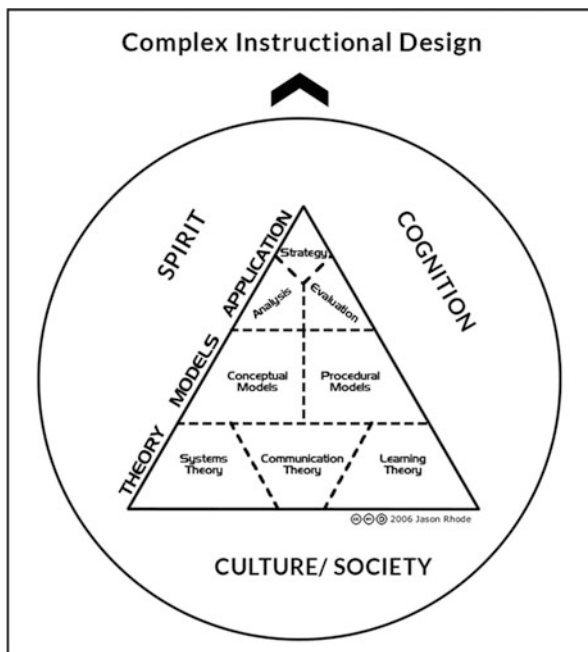 Complex Instructional Design
SPIRIT
COGNITION
APPLICATION
Strategy
Analysis
Evaluation
MODELS
Conceptual
Models
Procedural
Models
THEORY
Systems
Theory
Communication
Theory
Learning
Theory
2006 Jason Rhode
CULTURE/ SOCIETY